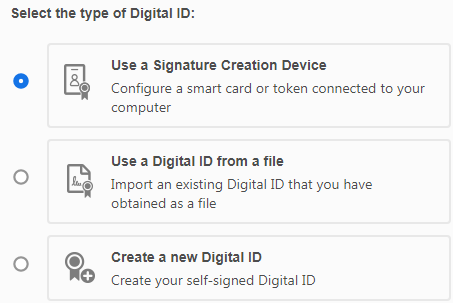 Select the type of Digital ID:
Use a Signature Creation Device
Configure a smart card or token connected to your
computer
Use a Digital ID from a file
Import an existing Digital ID that you have
obtained as a file
Create a new Digital ID
Create your self-signed Digital ID